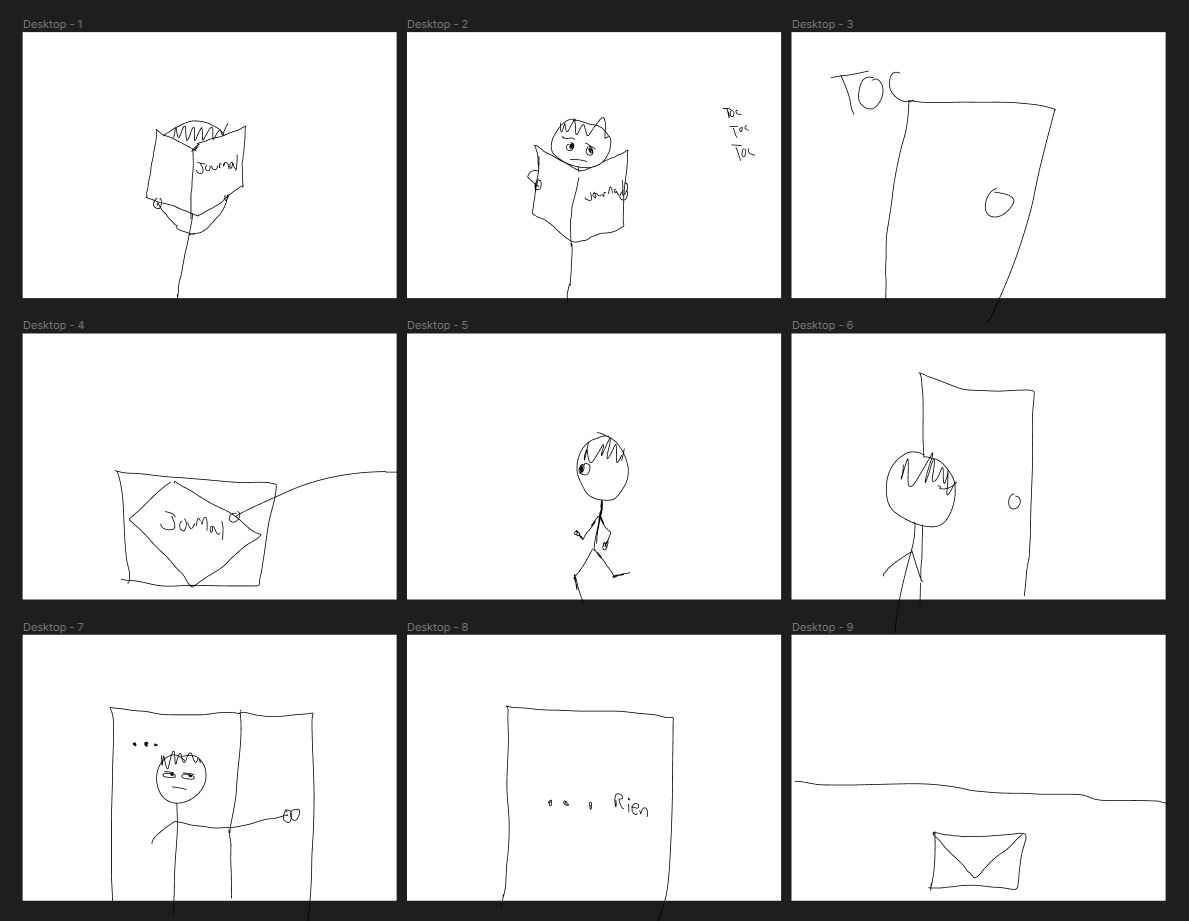 Desktop - 1
Desktop - 2
Desktop - 3
Journal
Journal
Toc
Toc
Toc
TOC
Desktop - 4
Desktop - 5
Desktop - 6
Journal
Desktop - 7
Desktop - 8
Desktop - 9
...
... Rien